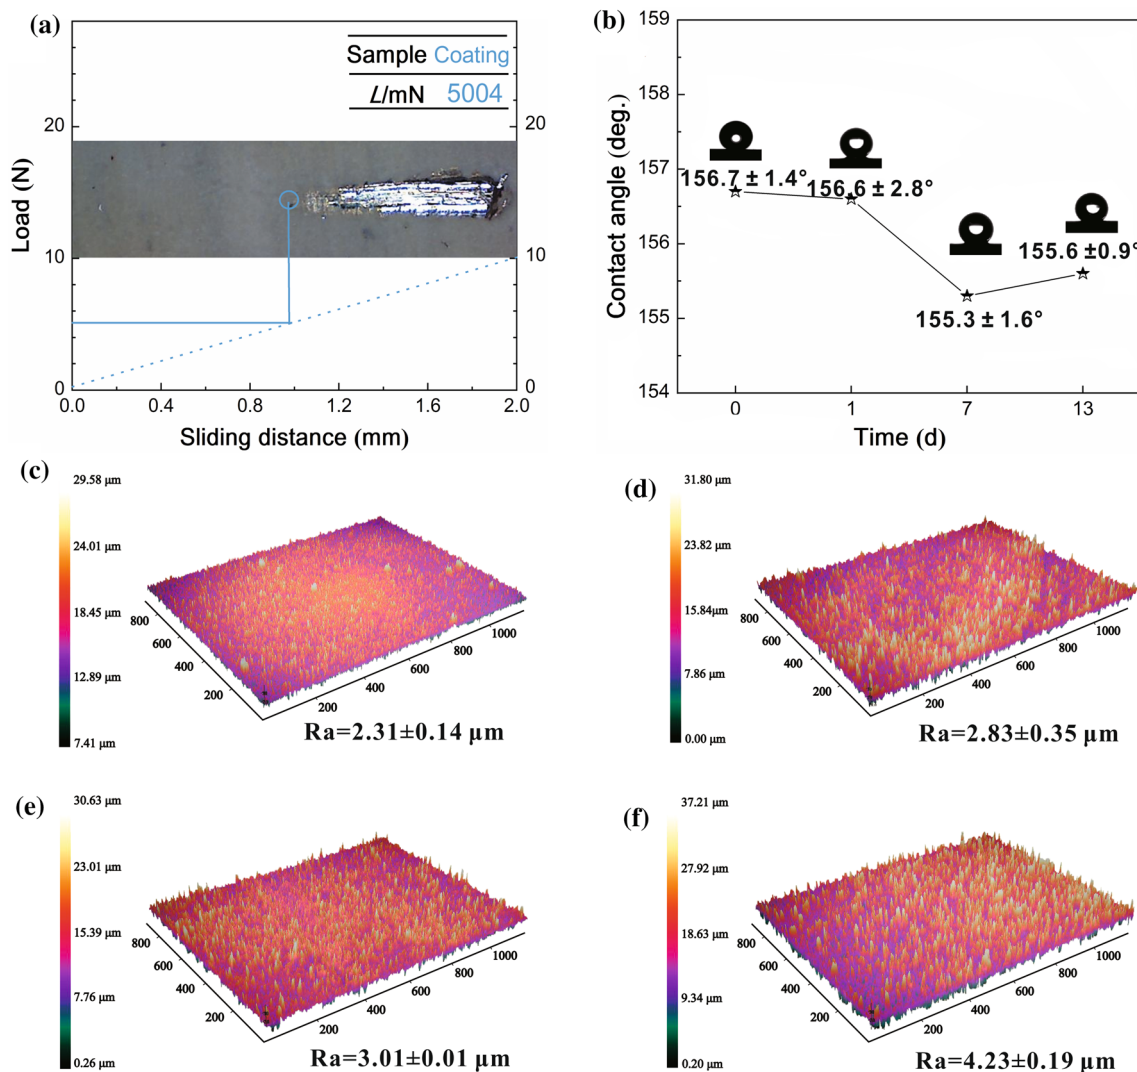 (a)
Sample Coating
L/mN 5004
Load (N)
20
10
0
20
10
0
0.0 0.4 0.8 1.2 1.6 2.0
Sliding distance (mm)
(b)
Contact angle (deg.)
159
158
157
156
155
154
156.7 ± 1.4°
156.6 ± 2.8°
155.3 ± 1.6°
155.6 ±0.9°
0 1 7 13
Time (d)
(c)
29.58 μm
24.01 μm
18.45 μm
12.89 μm
7.41 μm
800
600
400
200
200
400
600
800
1000
Ra=2.31±0.14 μm
(d)
31.80 μm
23.82 μm
15.84μm
7.86 μm
0.00 μm
800
600
400
200
200
400
600
800
1000
Ra=2.83±0.35 μm
(e)
30.63 μm
23.01 μm
15.39 μm
7.76 μm
0.26 μm
800
600
400
200
200
400
600
800
1000
Ra=3.01±0.01 μm
(f)
37.21 μm
27.92 μm
18.63 μm
9.34 μm
0.20 μm
800
600
400
200
200
400
600
800
1000
Ra=4.23±0.19 μm